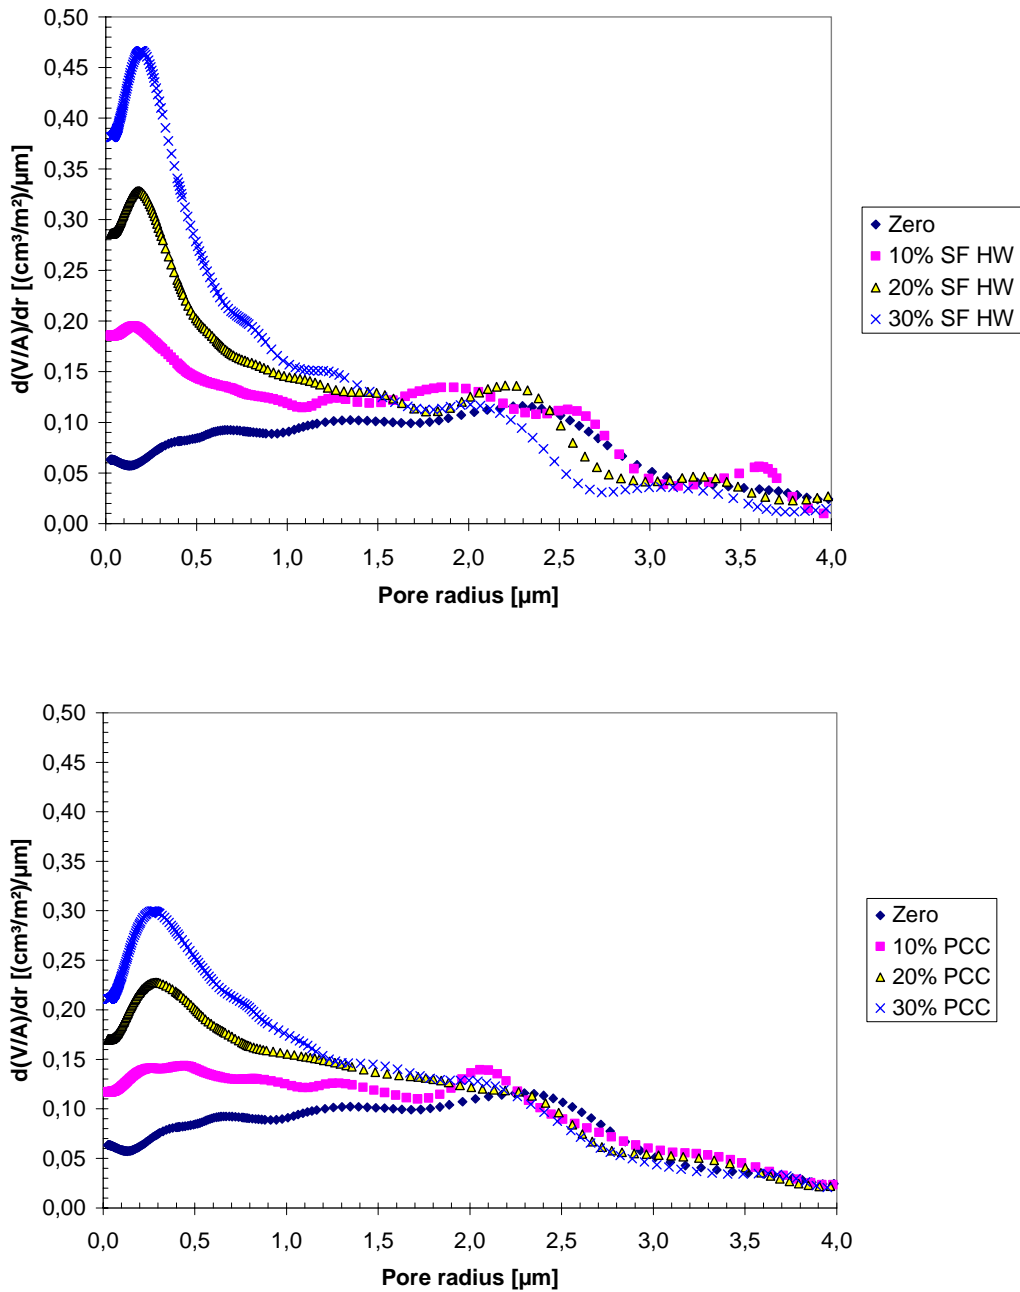 0,50
0,45
0,40
0,35
0,30
0,25
0,20
0,15
0,10
0,05
0,00
d(V/A)/dr [(cm³/m²)/µm]
0,0 0,5 1,0 1,5 2,0 2,5 3,0 3,5 4,0
Pore radius [µm]
Zero
10% SF HW
20% SF HW
30% SF HW
0,50
0,45
0,40
0,35
0,30
0,25
0,20
0,15
0,10
0,05
0,00
d(V/A)/dr [(cm³/m²)/µm]
0,0 0,5 1,0 1,5 2,0 2,5 3,0 3,5 4,0
Pore radius [µm]
Zero
10% PCC
20% PCC
30% PCC